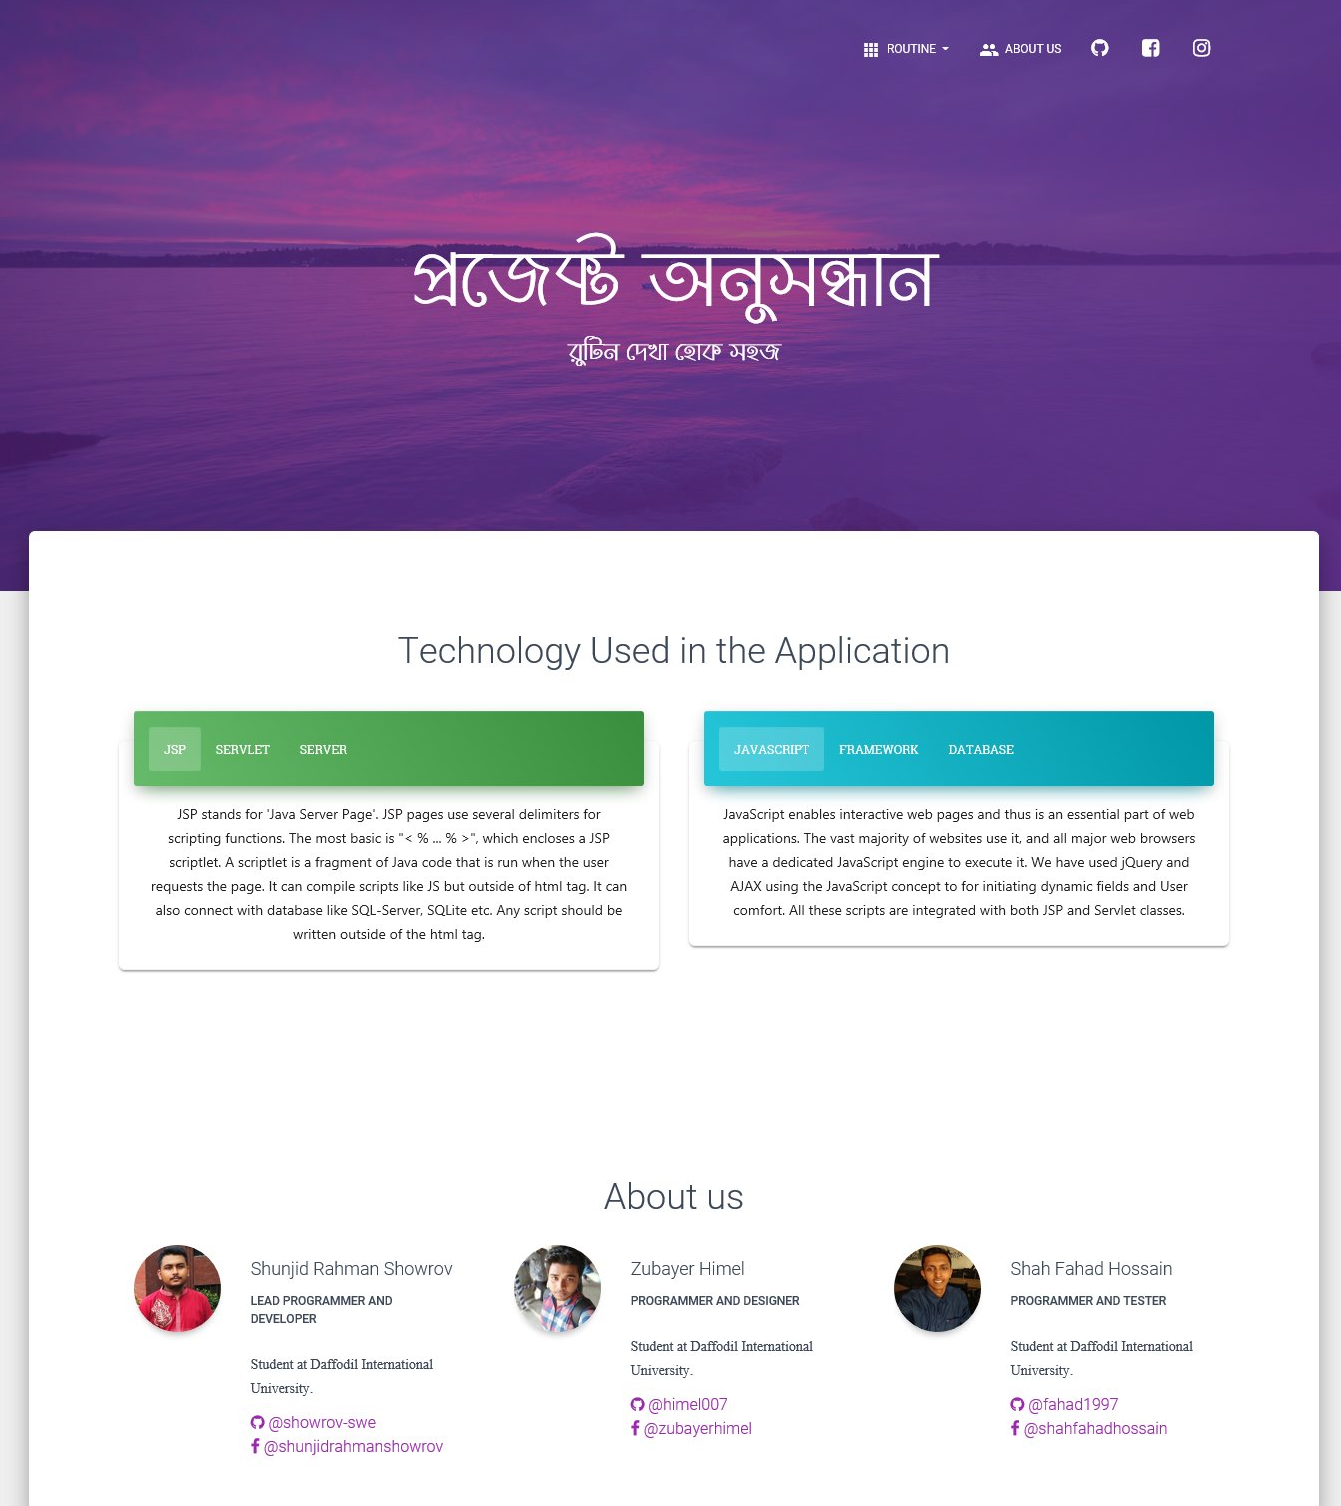 ROUTINE ABOUT US
প্রজেক্ট অনুসন্ধান
রুটিন দেখা হোক সহজ
Technology Used in the Application
JSP SERVLET SERVER
JSP stands for 'Java Server Page'. JSP pages use several delimiters for
scripting functions. The most basic is "< % ... % >", which encloses a JSP
scriptlet. A scriptlet is a fragment of Java code that is run when the user
requests the page. It can compile scripts like JS but outside of html tag. It can
also connect with database like SQL-Server, SQLite etc. Any script should be
written outside of the html tag.
JAVASCRIPT FRAMEWORK DATABASE
JavaScript enables interactive web pages and thus is an essential part of web
applications. The vast majority of websites use it, and all major web browsers
have a dedicated JavaScript engine to execute it. We have used jQuery and
AJAX using the JavaScript concept to for initiating dynamic fields and User
comfort. All these scripts are integrated with both JSP and Servlet classes.
About us
Shunjid Rahman Showrov
LEAD PROGRAMMER AND
DEVELOPER
Student at Daffodil International
University.
@showrov-swe
@shunjidrahmanshowrov
Zubayer Himel
PROGRAMMER AND DESIGNER
Student at Daffodil International
University.
@himel007
@zubayerhimel
Shah Fahad Hossain
PROGRAMMER AND TESTER
Student at Daffodil International
University.
@fahad1997
@shahfahadhossain